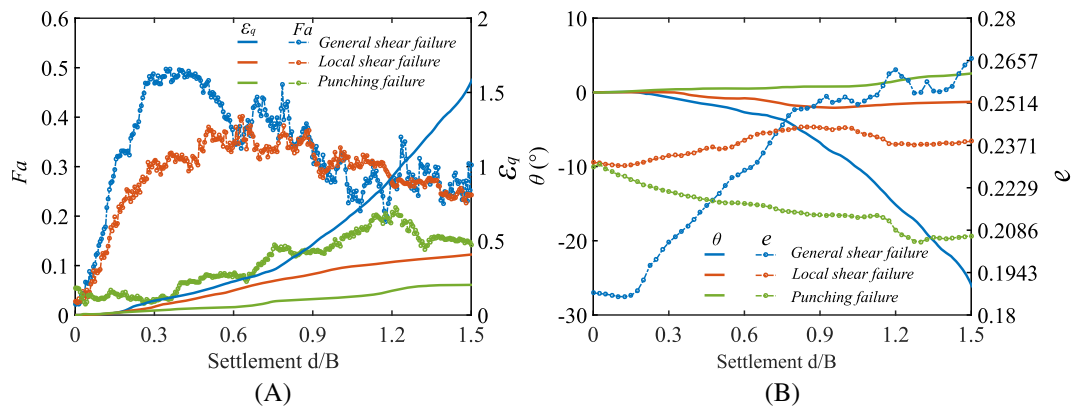 0.6
0.5
0.4
0.3
0.2
0.1
0
Fa
2
1.5
1
0.5
0
εq
εq Fa
General shear failure
Local shear failure
Punching failure
0 0.3 0.6 0.9 1.2 1.5
Settlement d/B
(A)
10
0
-10
-20
-30
θ (°)
0.28
0.2657
0.2514
0.2371
0.2229
0.2086
0.1943
0.18
e
θ e
General shear failure
Local shear failure
Punching failure
0 0.3 0.6 0.9 1.2 1.5
Settlement d/B
(B)